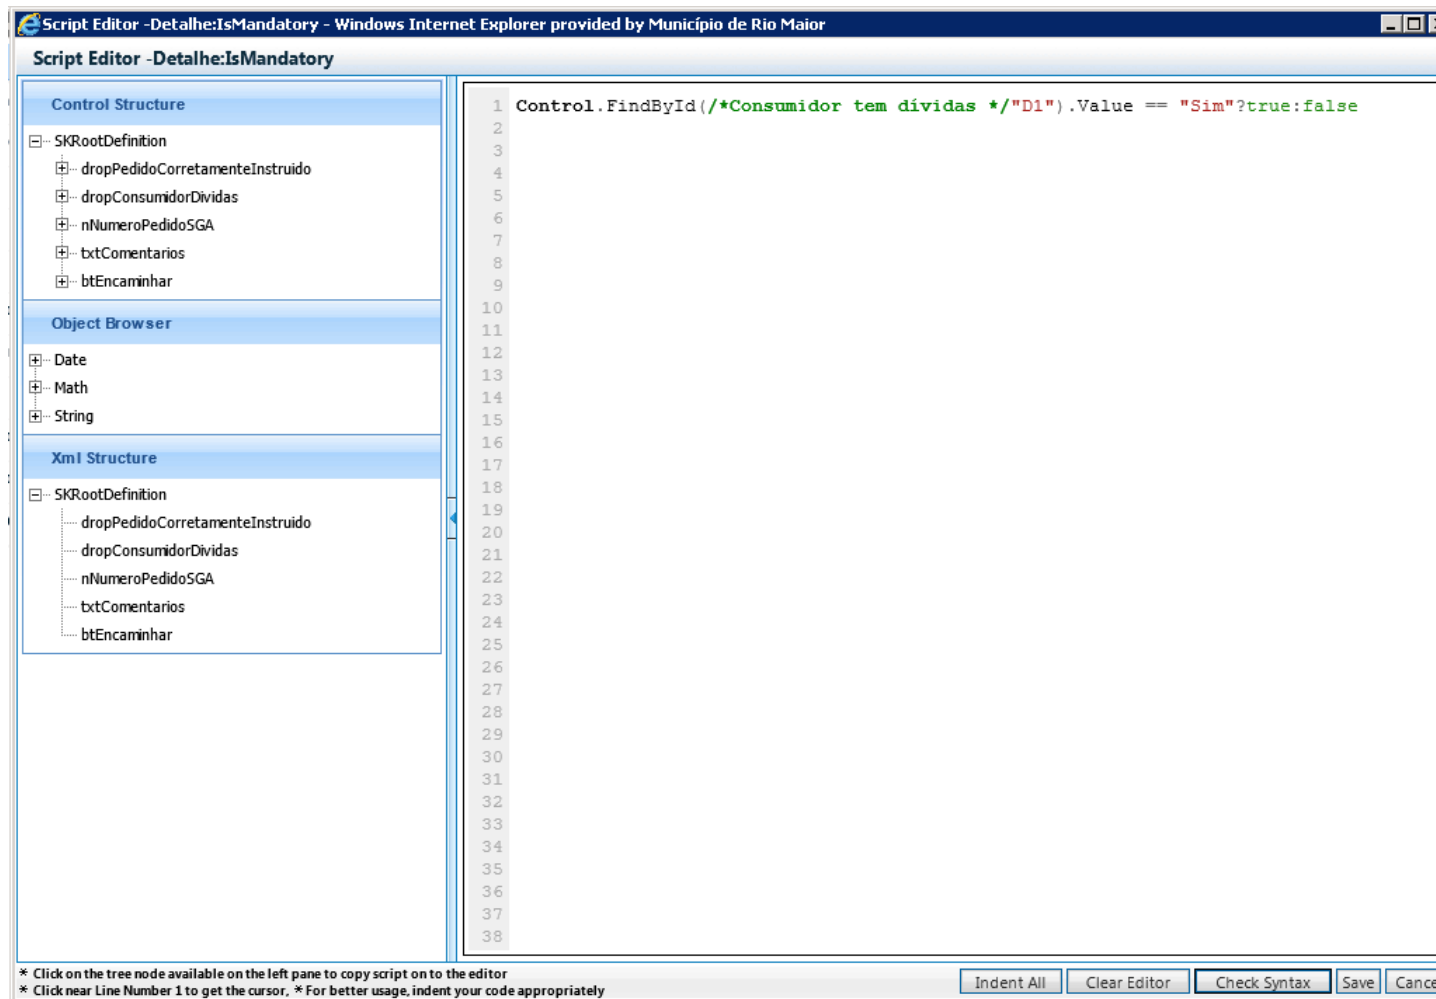 Script Editor -Detalhe:IsMandatory - Windows Internet Explorer provided by Município de Rio Maior
Script Editor -Detalhe:IsMandatory
Control Structure
SKRootDefinition
dropPedidoCorretamenteInstruido
dropConsumidorDividas
nNumeroPedidoSGA
txtComentarios
btEncaminhar
Object Browser
Date
Math
String
Xml Structure
SKRootDefinition
dropPedidoCorretamenteInstruido
dropConsumidorDividas
nNumeroPedidoSGA
txtComentarios
btEncaminhar
1 Control.FindById(/*Consumidor tem dívidas */"D1").Value == "Sim"?true:false
2
3
4
5
6
7
8
9
10
11
12
13
14
15
16
17
18
19
20
21
22
23
24
25
26
27
28
29
30
31
32
33
34
35
36
37
38
* Click on the tree node available on the left pane to copy script on to the editor
* Click near Line Number 1 to get the cursor, * For better usage, indent your code appropriately
Indent All Clear Editor Check Syntax Save Cance